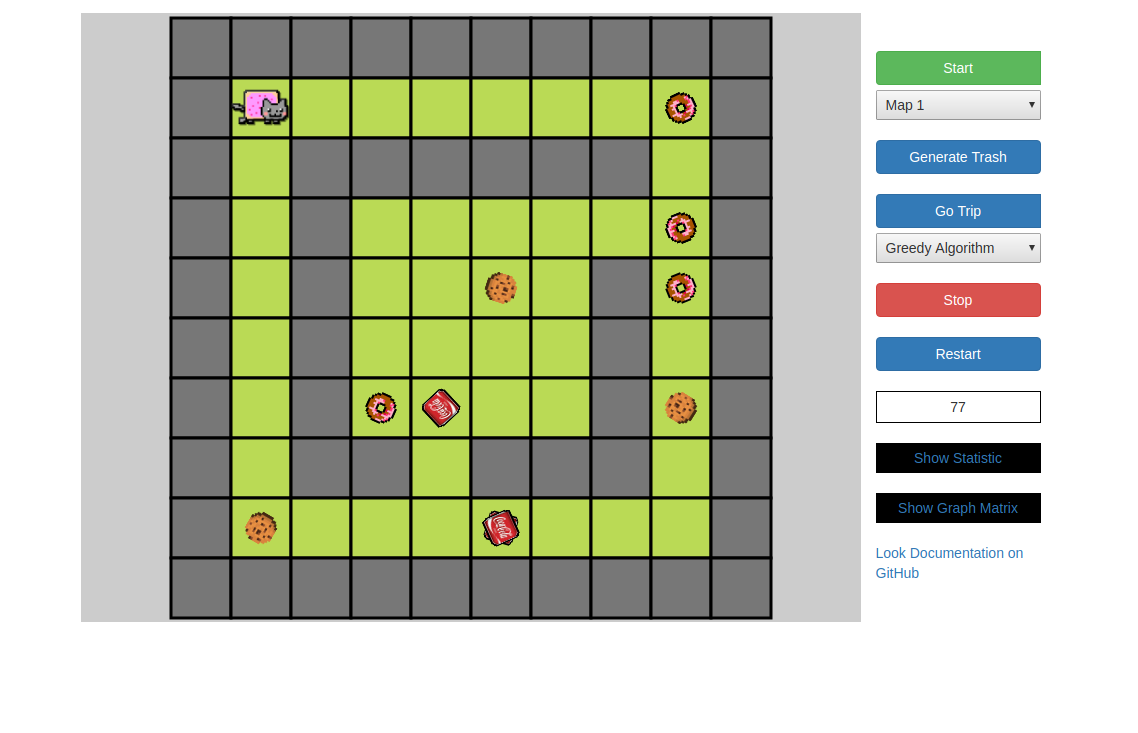 Start
Map 1
Generate Trash
Go Trip
Greedy Algorithm
Stop
Restart
77
Show Statistic
Show Graph Matrix
Look Documentation on
GitHub